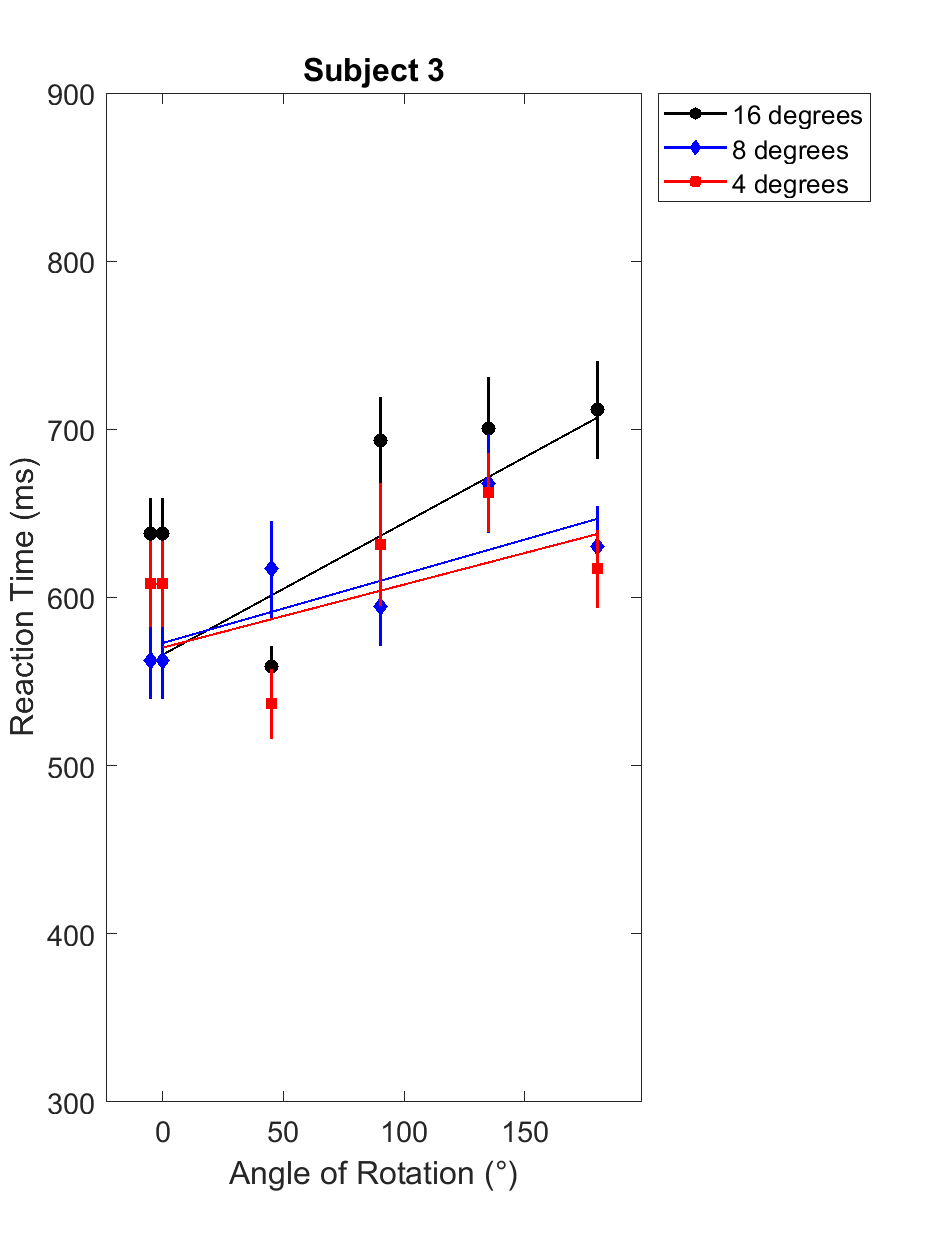 Subject 3
16 degrees
8 degrees
4 degrees
900
800
700
600
500
400
300
Reaction Time (ms)
0 50 100 150
Angle of Rotation (°)